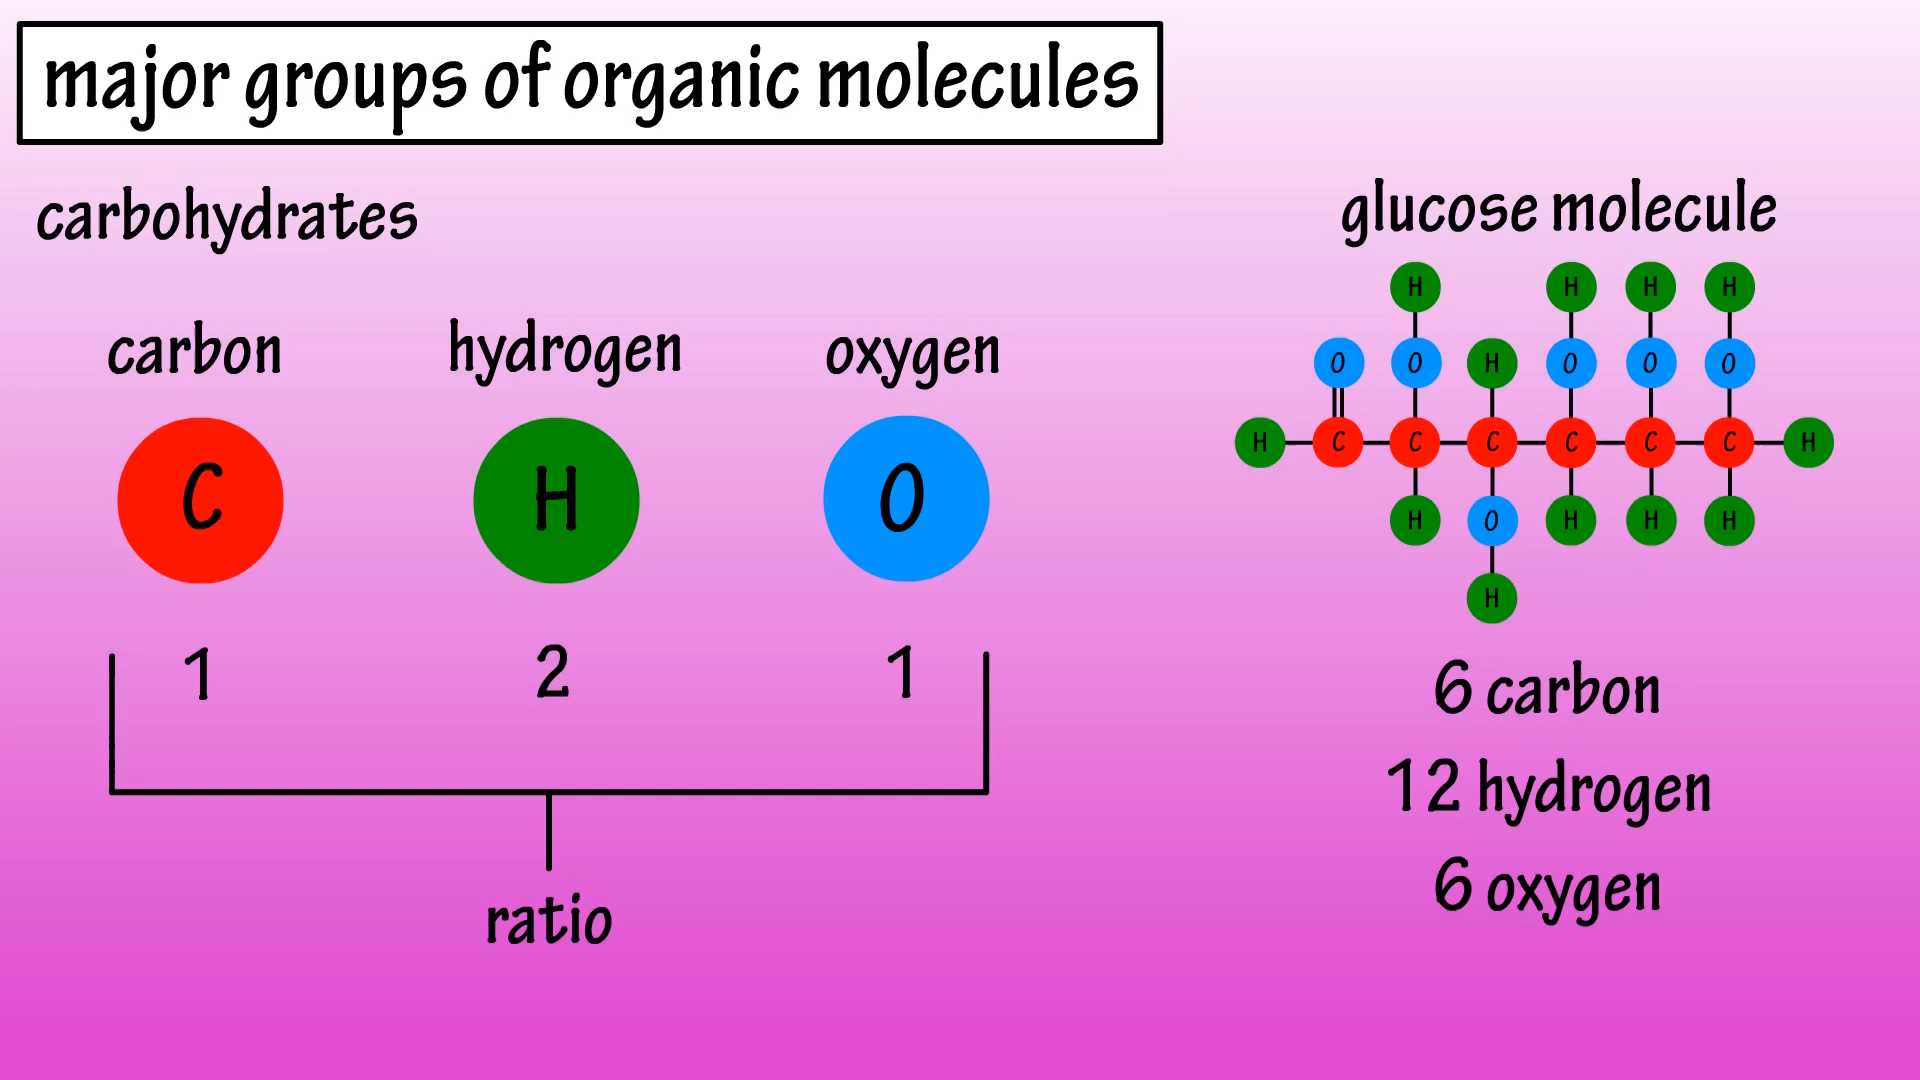 major groups of organic molecules
carbohydrates
carbon hydrogen oxygen
C H O
1 2 1
ratio
glucose molecule
H H H H
O O H O O O
H C C C C C C H
H O H H H
H
6 carbon
12 hydrogen
6 oxygen